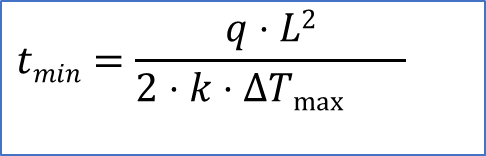 t_min = (q · L²) / (2 · k · ΔT_max)